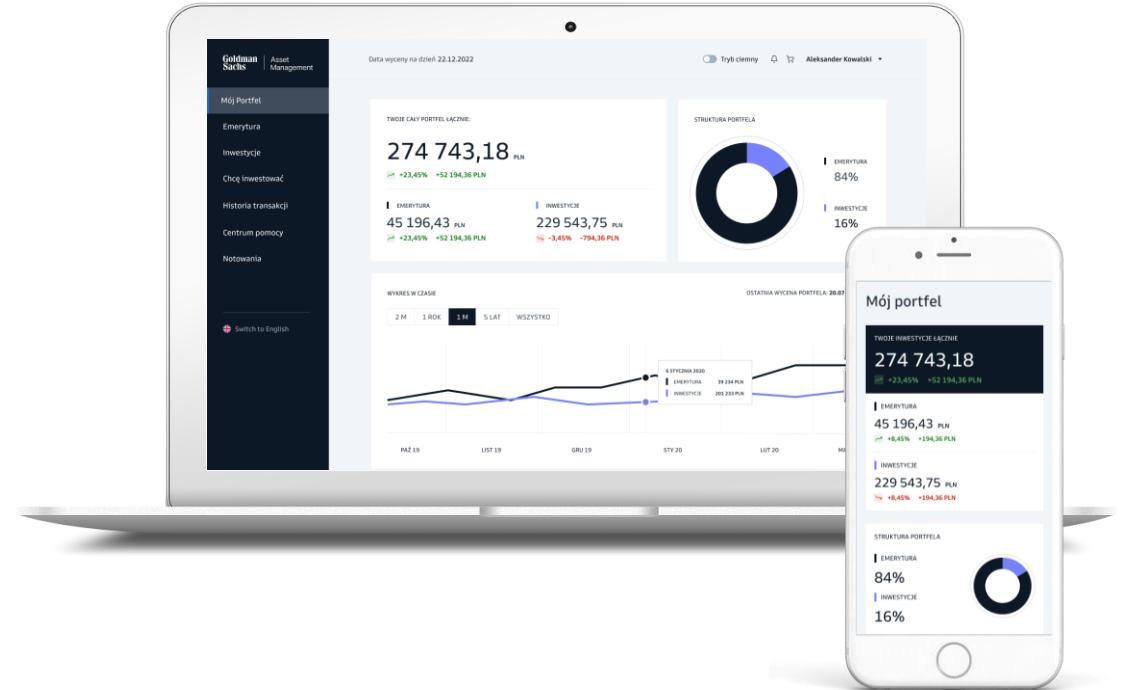 Goldman Sachs | Asset Management
Data wyceny na dzień 22.12.2022
Tryb ciemny
Aleksander Kowalski
Mój Portfel
Emerytura
Inwestycje
Chcę inwestować
Historia transakcji
Centrum pomocy
Notowania
Switch to English
TWOJE CAŁY PORTFEL ŁĄCZNIE:
274 743,18 PLN
+23,45% +52 194,36 PLN
EMERYTURA
45 196,43 PLN
+23,45% +52 194,36 PLN
INWESTYCJE
229 543,75 PLN
-3,45% -794,36 PLN
STRUKTURA PORTFELA
EMERYTURA
84%
INWESTYCJE
16%
WYKRES W CZASIE
OSTATNIA WYCENA PORTFELA: 20.07
2 M 1 ROK 1 M 5 LAT WSZYSTKO
6 STYCZNIA 2020
EMERYTURA 39 234 PLN
INWESTYCJE 201 233 PLN
PAŹ 19 LIST 19 GRU 19 STY 20 LUT 20
Mój portfel
TWOJE INWESTYCJE ŁĄCZNIE
274 743,18
+23,45% +52 194,36 PLN
EMERYTURA
45 196,43 PLN
+8,45% +194,36 PLN
INWESTYCJE
229 543,75 PLN
+8,45% +194,36 PLN
STRUKTURA PORTFELA
EMERYTURA
84%
INWESTYCJE
16%